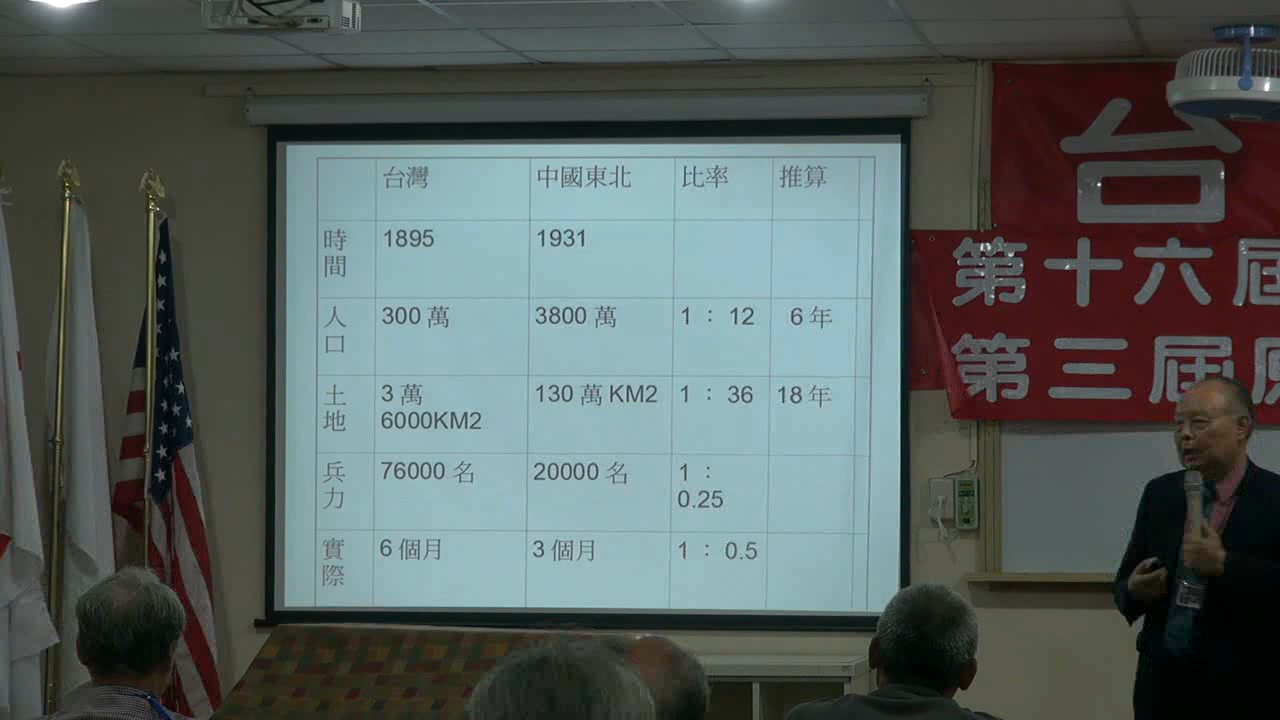 台灣 中國東北 比率 推算
時間 1895 1931
人口 300 萬 3800 萬 1 : 12 6 年
土地 3 萬 6000KM2 130 萬 KM2 1 : 36 18 年
兵力 76000 名 20000 名 1 : 0.25
實際 6 個月 3 個月 1 : 0.5
台
第十六屆
第三屆